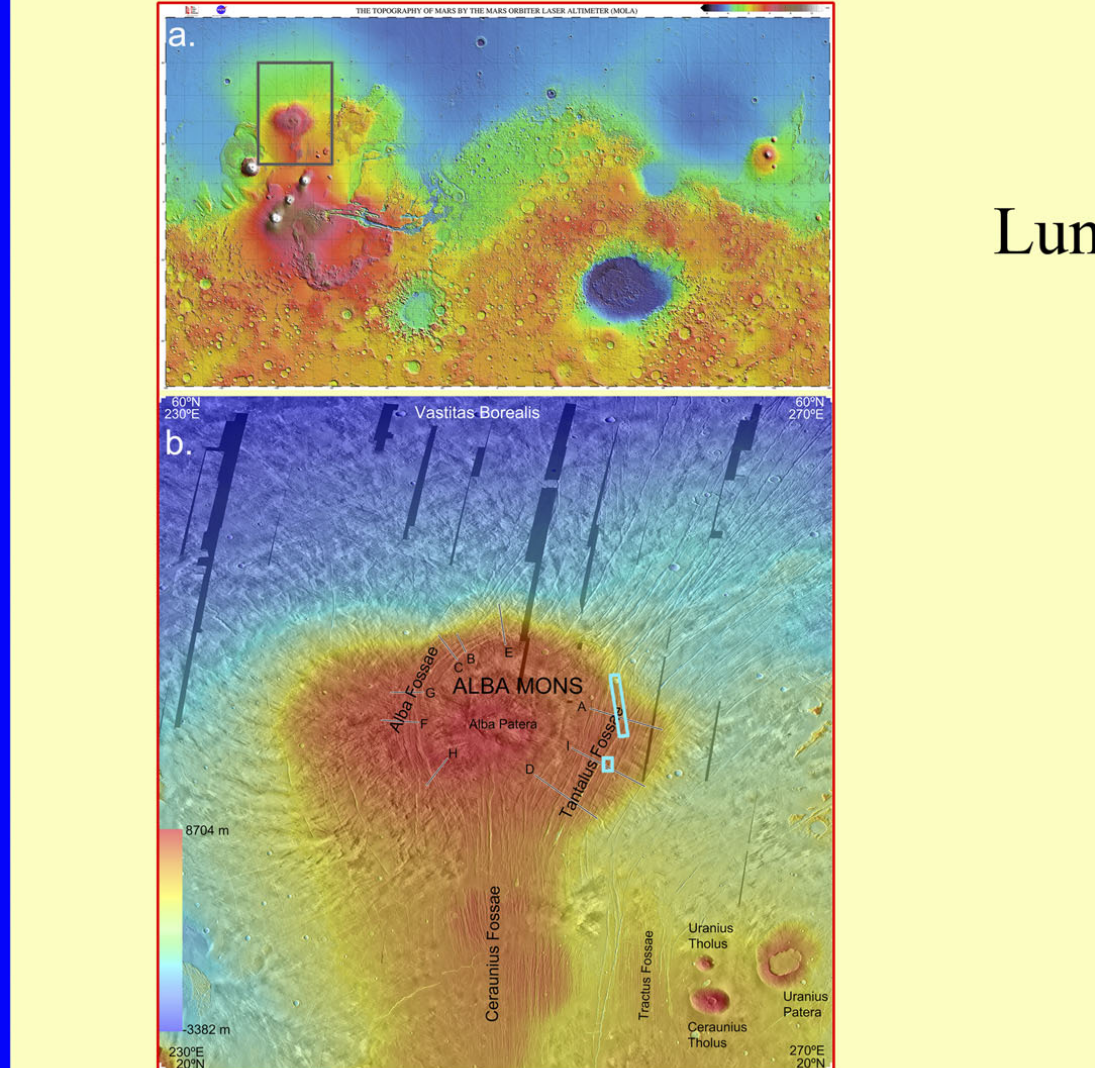 THE TOPOGRAPHY OF MARS BY THE MARS ORBITER LASER ALTIMETER (MOLA)
a.
Lun
60ºN
230ºE
Vastitas Borealis
60ºN
270ºE
b.
Alba Fossae
B
C
E
ALBA MONS
G
A
F
Alba Patera
H
I
D
Tantalus Fossae
8704 m
-3382 m
Ceraunius Fossae
Tractus Fossae
Uranius
Tholus
Uranius
Patera
Ceraunius
Tholus
230ºE
20ºN
270ºE
20ºN